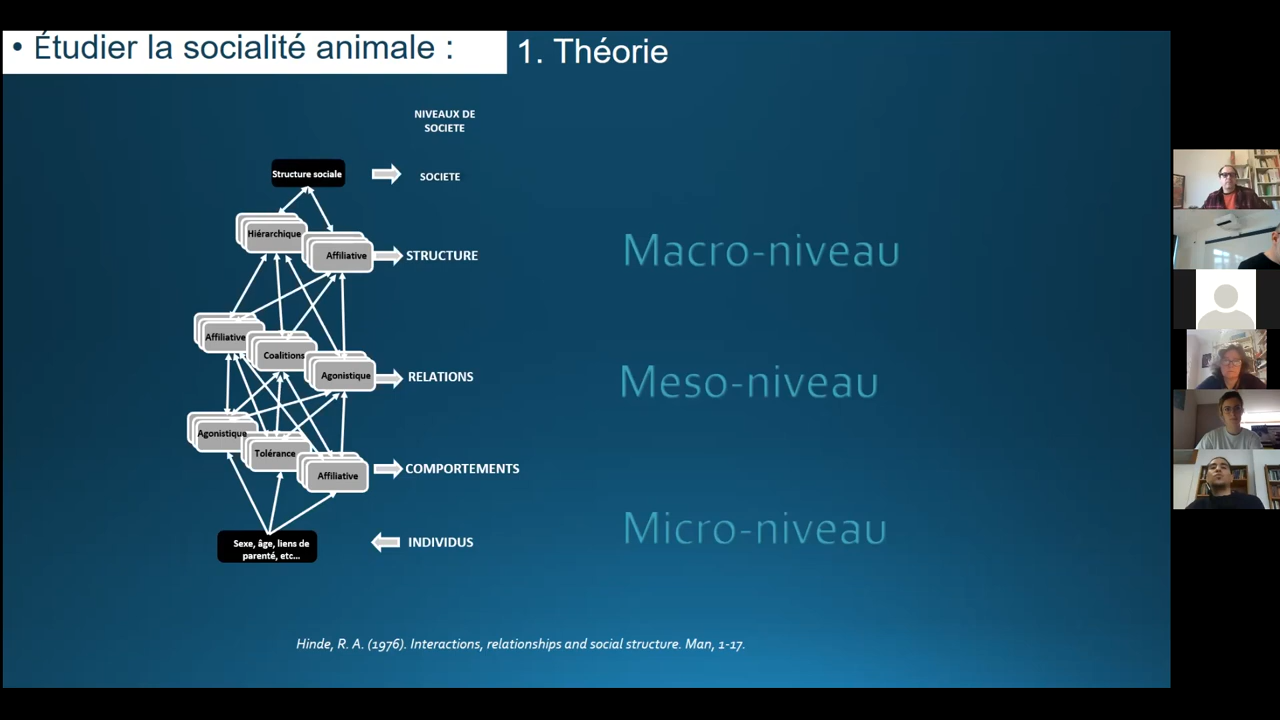 • Étudier la socialité animale :
1. Théorie
NIVEAUX DE
SOCIETE
Structure sociale
SOCIETE
Hiérarchique
Affiliative
STRUCTURE
Macro-niveau
Affiliative
Coalitions
Agonistique
RELATIONS
Meso-niveau
Agonistique
Tolérance
Affiliative
COMPORTEMENTS
Micro-niveau
Sexe, âge, liens de
parenté, etc...
INDIVIDUS
Hinde, R. A. (1976). Interactions, relationships and social structure. Man, 1-17.